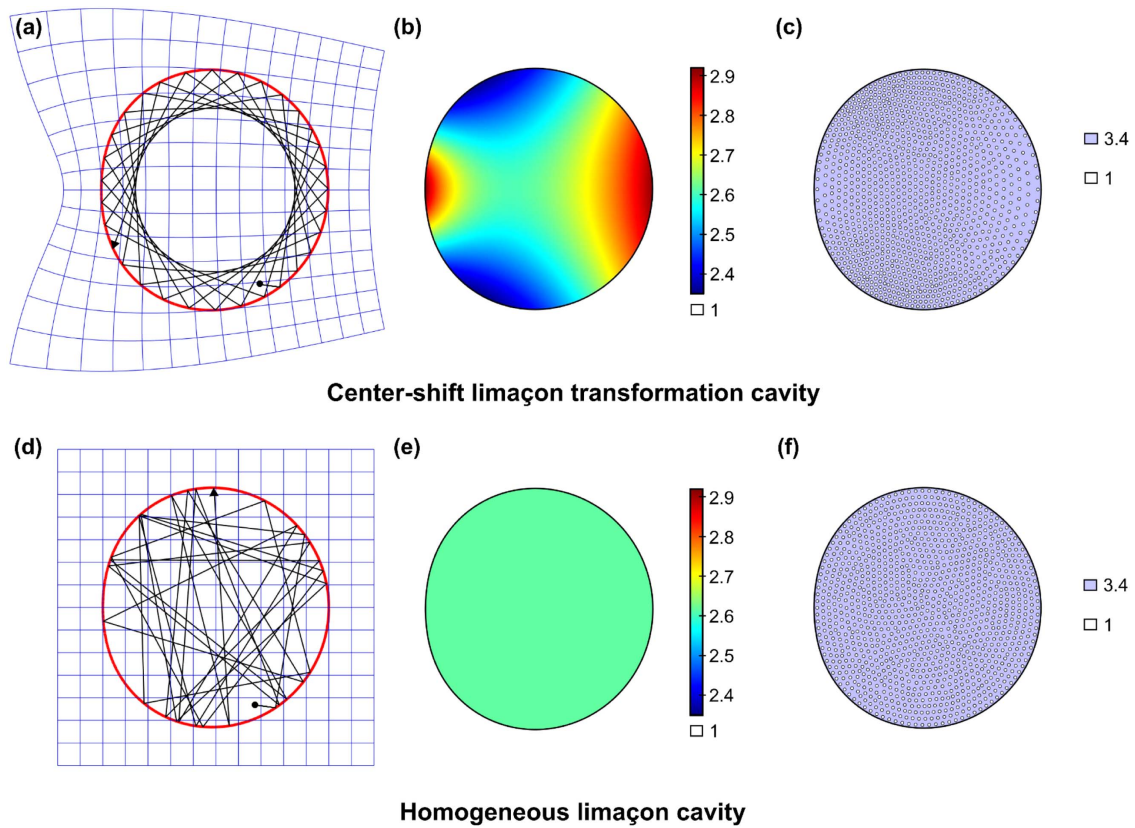 (a)
(b)
(c)
2.9
2.8
2.7
2.6
2.5
2.4
1
3.4
1
Center-shift limaçon transformation cavity
(d)
(e)
(f)
2.9
2.8
2.7
2.6
2.5
2.4
1
3.4
1
Homogeneous limaçon cavity